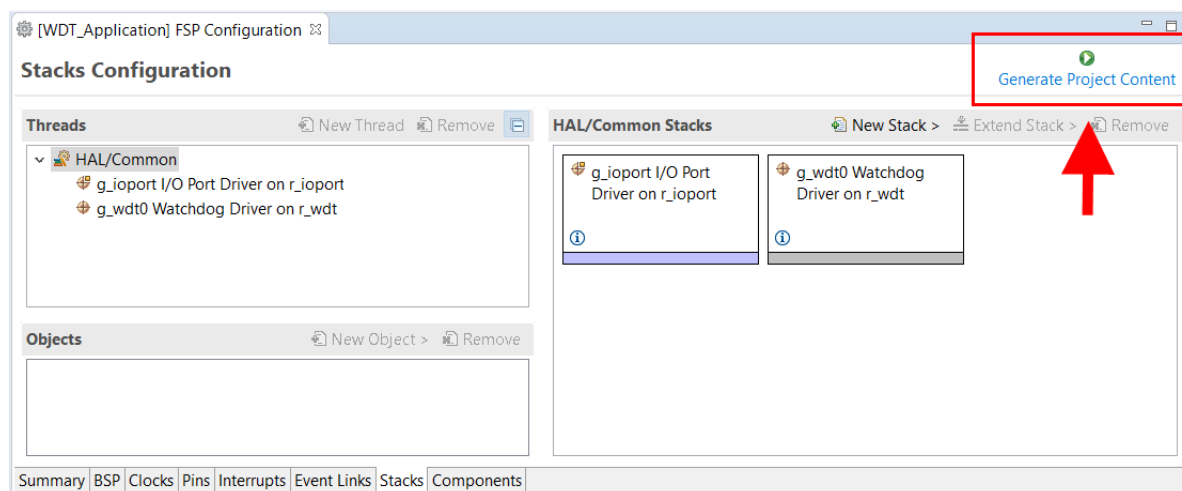 [WDT_Application] FSP Configuration
Stacks Configuration
Generate Project Content
Threads
New Thread
Remove
HAL/Common
g_ioport I/O Port Driver on r_ioport
g_wdt0 Watchdog Driver on r_wdt
HAL/Common Stacks
New Stack >
Extend Stack >
Remove
g_ioport I/O Port
Driver on r_ioport
g_wdt0 Watchdog
Driver on r_wdt
Objects
New Object >
Remove
Summary
BSP
Clocks
Pins
Interrupts
Event Links
Stacks
Components